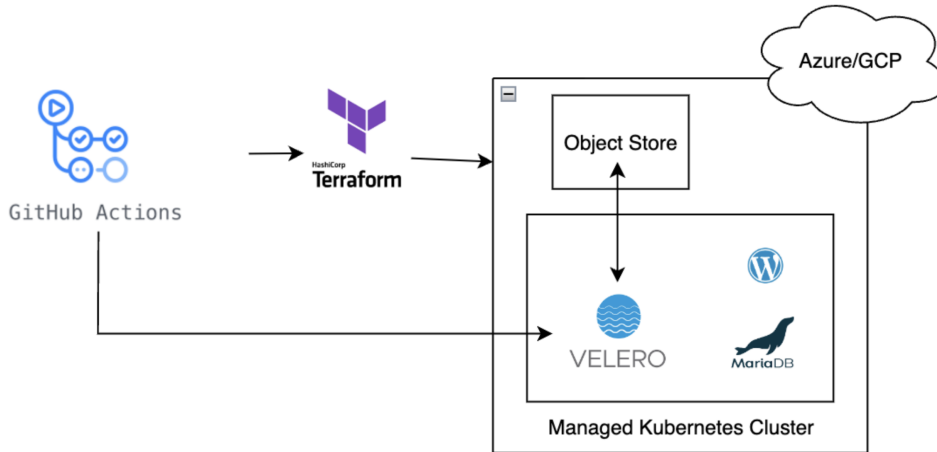 Azure/GCP
Object Store
HashiCorp
Terraform
GitHub Actions
VELERO
MariaDB
Managed Kubernetes Cluster